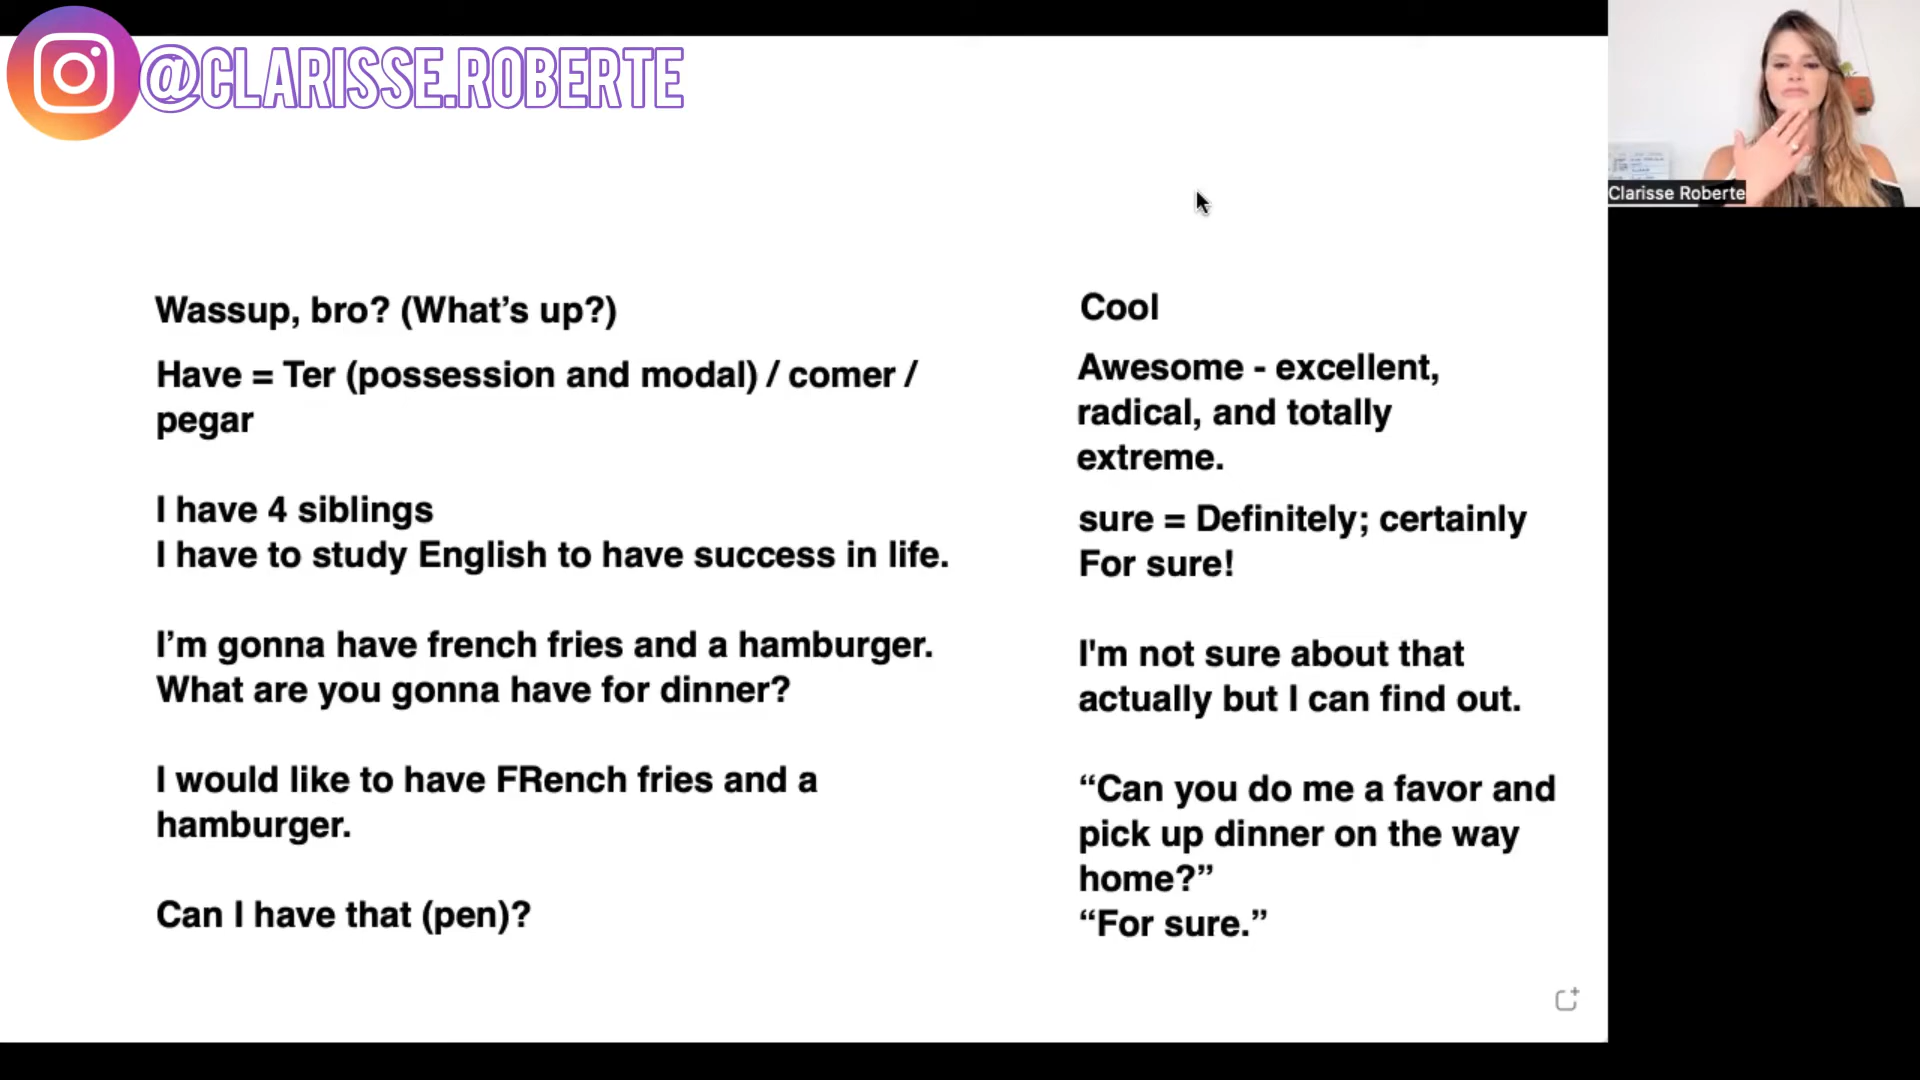 @CLARISSE.ROBERTE
Clarisse Roberte
Wassup, bro? (What’s up?)
Have = Ter (possession and modal) / comer /
pegar
I have 4 siblings
I have to study English to have success in life.
I’m gonna have french fries and a hamburger.
What are you gonna have for dinner?
I would like to have FRench fries and a
hamburger.
Can I have that (pen)?
Cool
Awesome - excellent,
radical, and totally
extreme.
sure = Definitely; certainly
For sure!
I'm not sure about that
actually but I can find out.
“Can you do me a favor and
pick up dinner on the way
home?”
“For sure.”